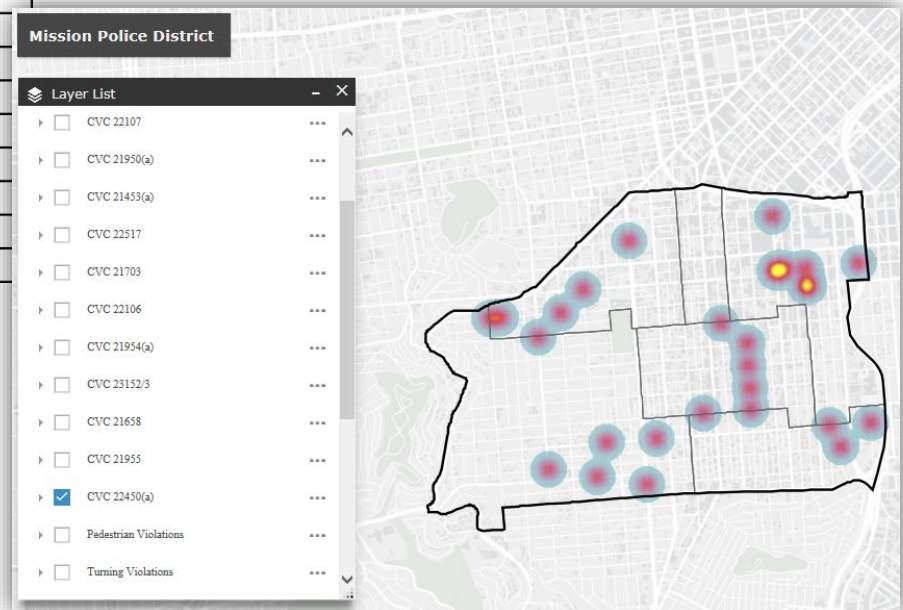 Mission Police District
Layer List
CVC 22107
CVC 21950(a)
CVC 21453(a)
CVC 22517
CVC 21703
CVC 22106
CVC 21954(a)
CVC 23152/3
CVC 21658
CVC 21955
CVC 22450(a)
Pedestrian Violations
Turning Violations